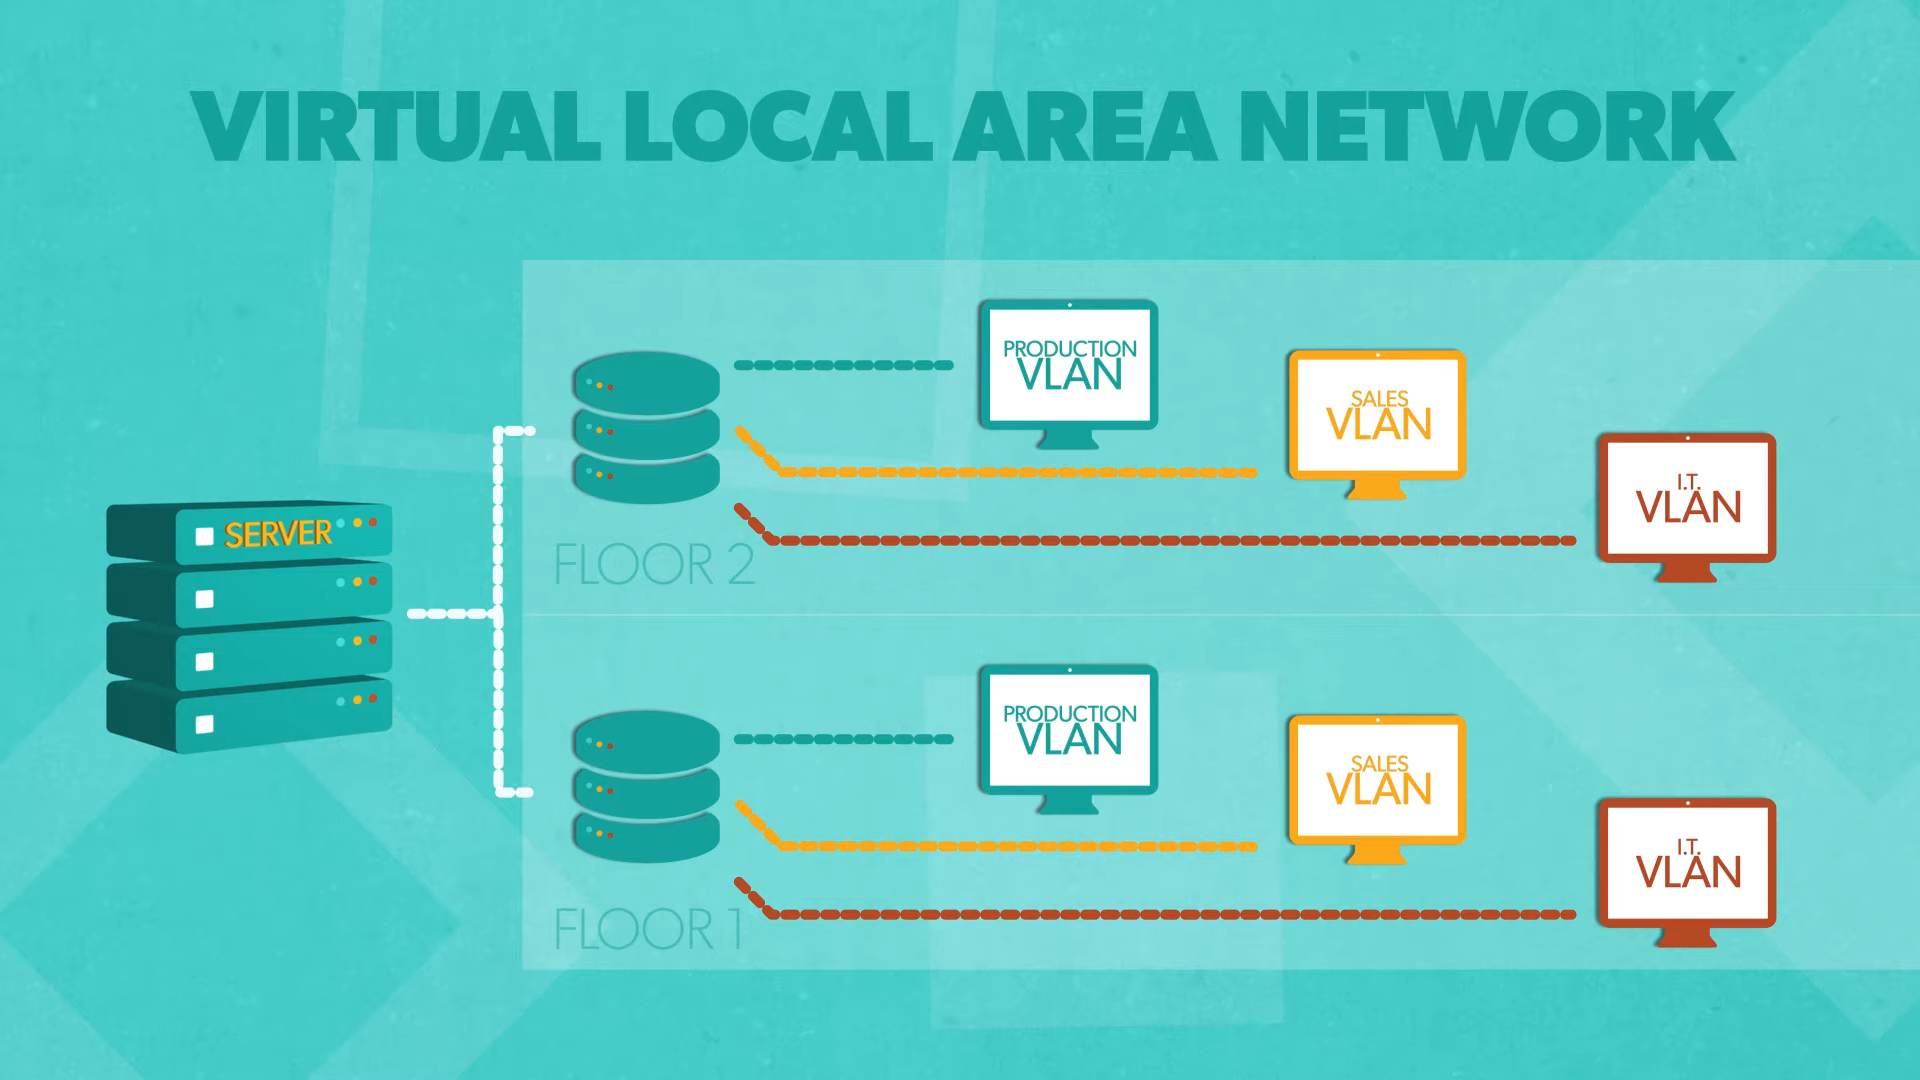 VIRTUAL LOCAL AREA NETWORK
PRODUCTION
VLAN
SALES
VLAN
I.T.
VLAN
SERVER
FLOOR 2
PRODUCTION
VLAN
SALES
VLAN
I.T.
VLAN
FLOOR 1